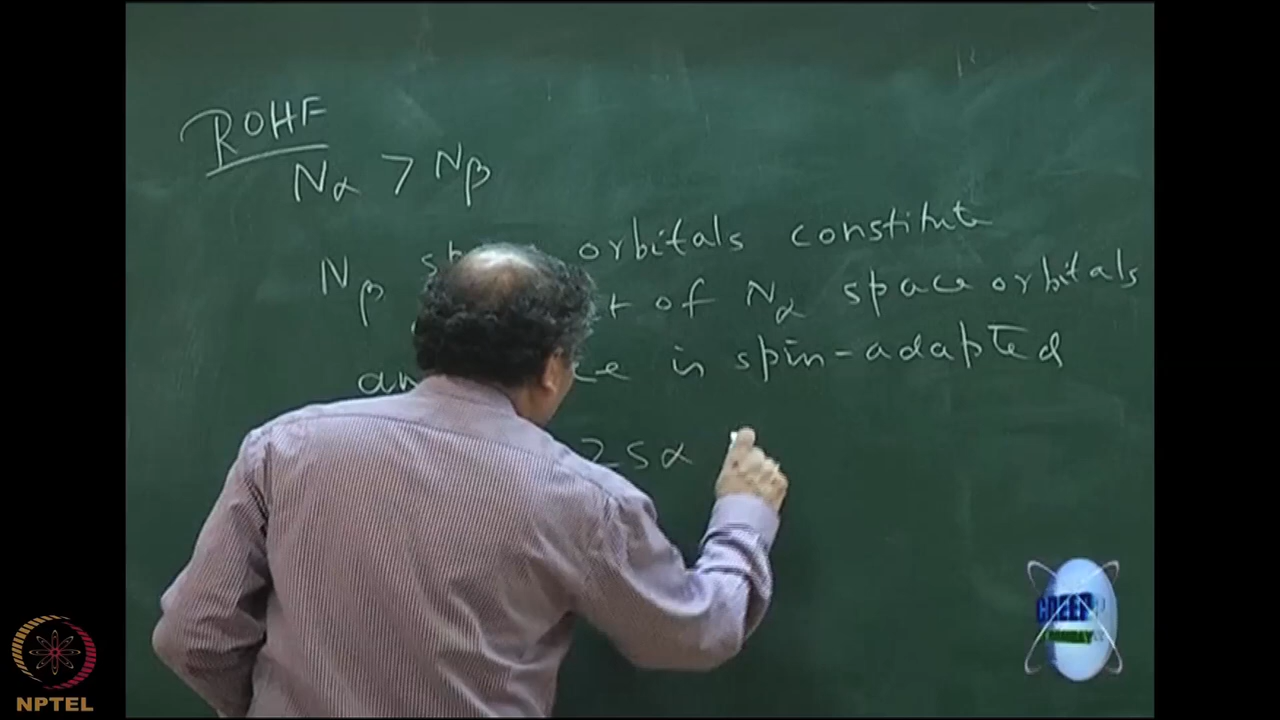 ROHF
Nα > Nβ
Nβ orbitals constitute
of Nα space orbitals
in spin-adapted
2sα
NPTEL